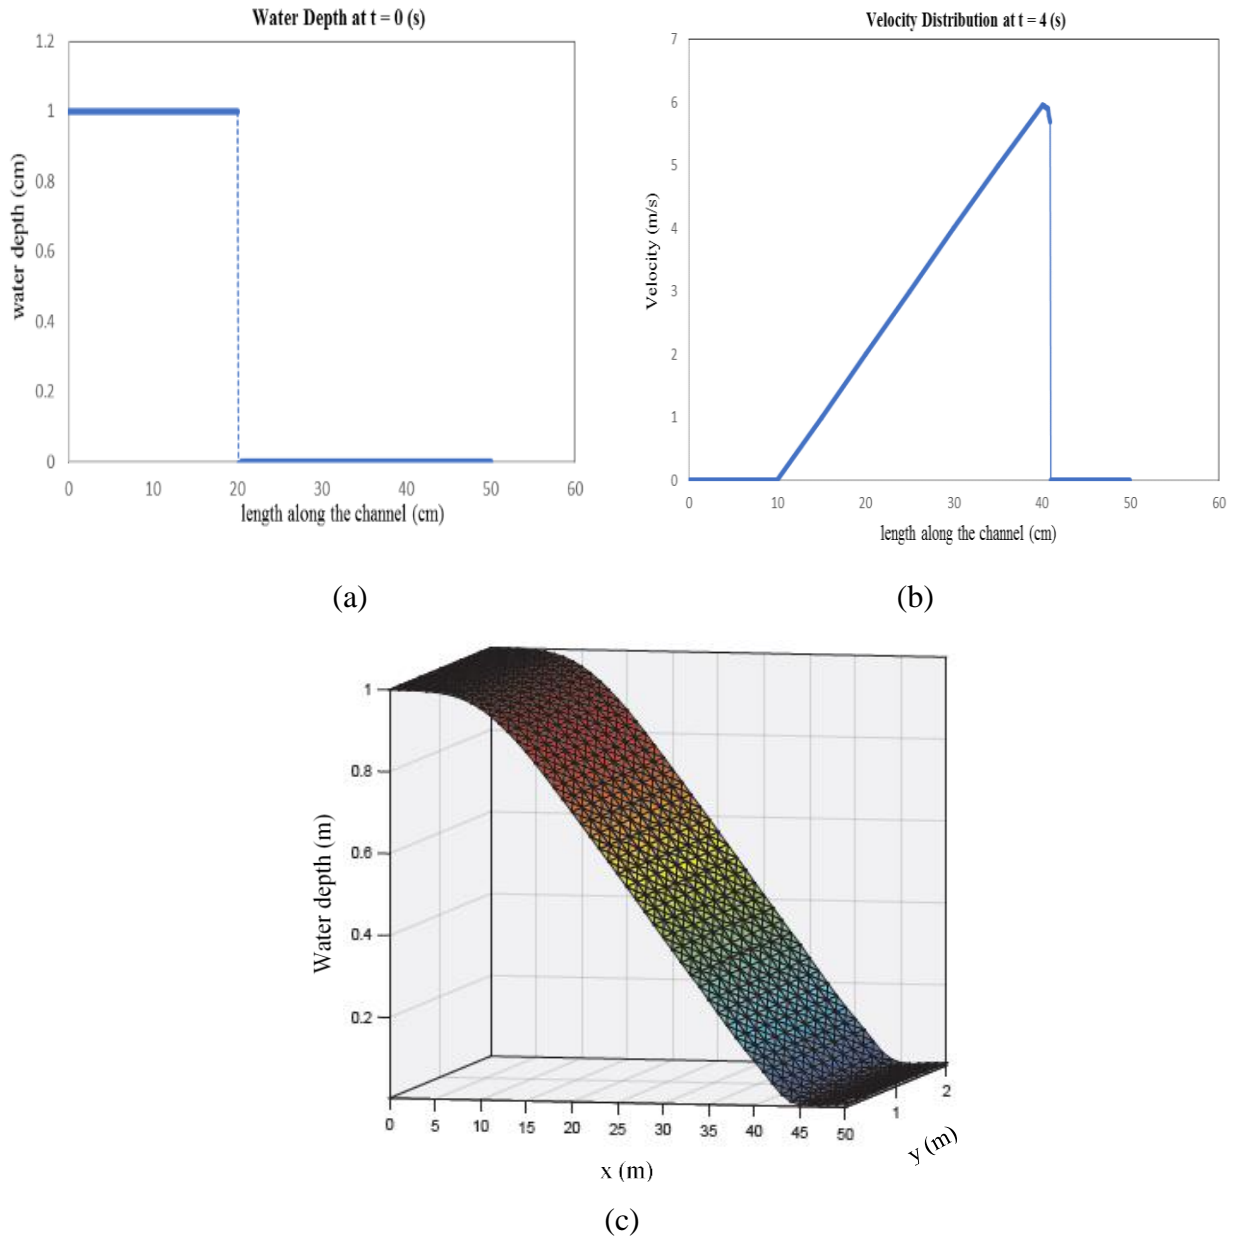 Water Depth at t = 0 (s)
1.2
1
0.8
0.6
0.4
0.2
0
water depth (cm)
0 10 20 30 40 50 60
length along the channel (cm)
(a)
Velocity Distribution at t = 4 (s)
7
6
5
4
3
2
1
0
Velocity (m/s)
0 10 20 30 40 50 60
length along the channel (cm)
(b)
1
0.8
0.6
0.4
0.2
Water depth (m)
0 5 10 15 20 25 30 35 40 45 50
x (m)
1
2
y (m)
(c)